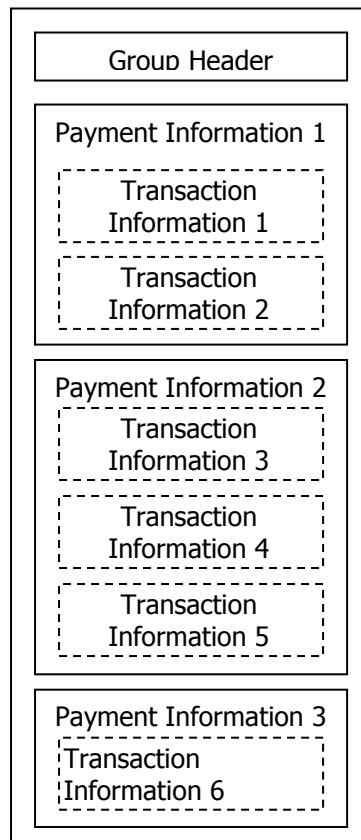 Group Header
Payment Information 1
Transaction
Information 1
Transaction
Information 2
Payment Information 2
Transaction
Information 3
Transaction
Information 4
Transaction
Information 5
Payment Information 3
Transaction
Information 6